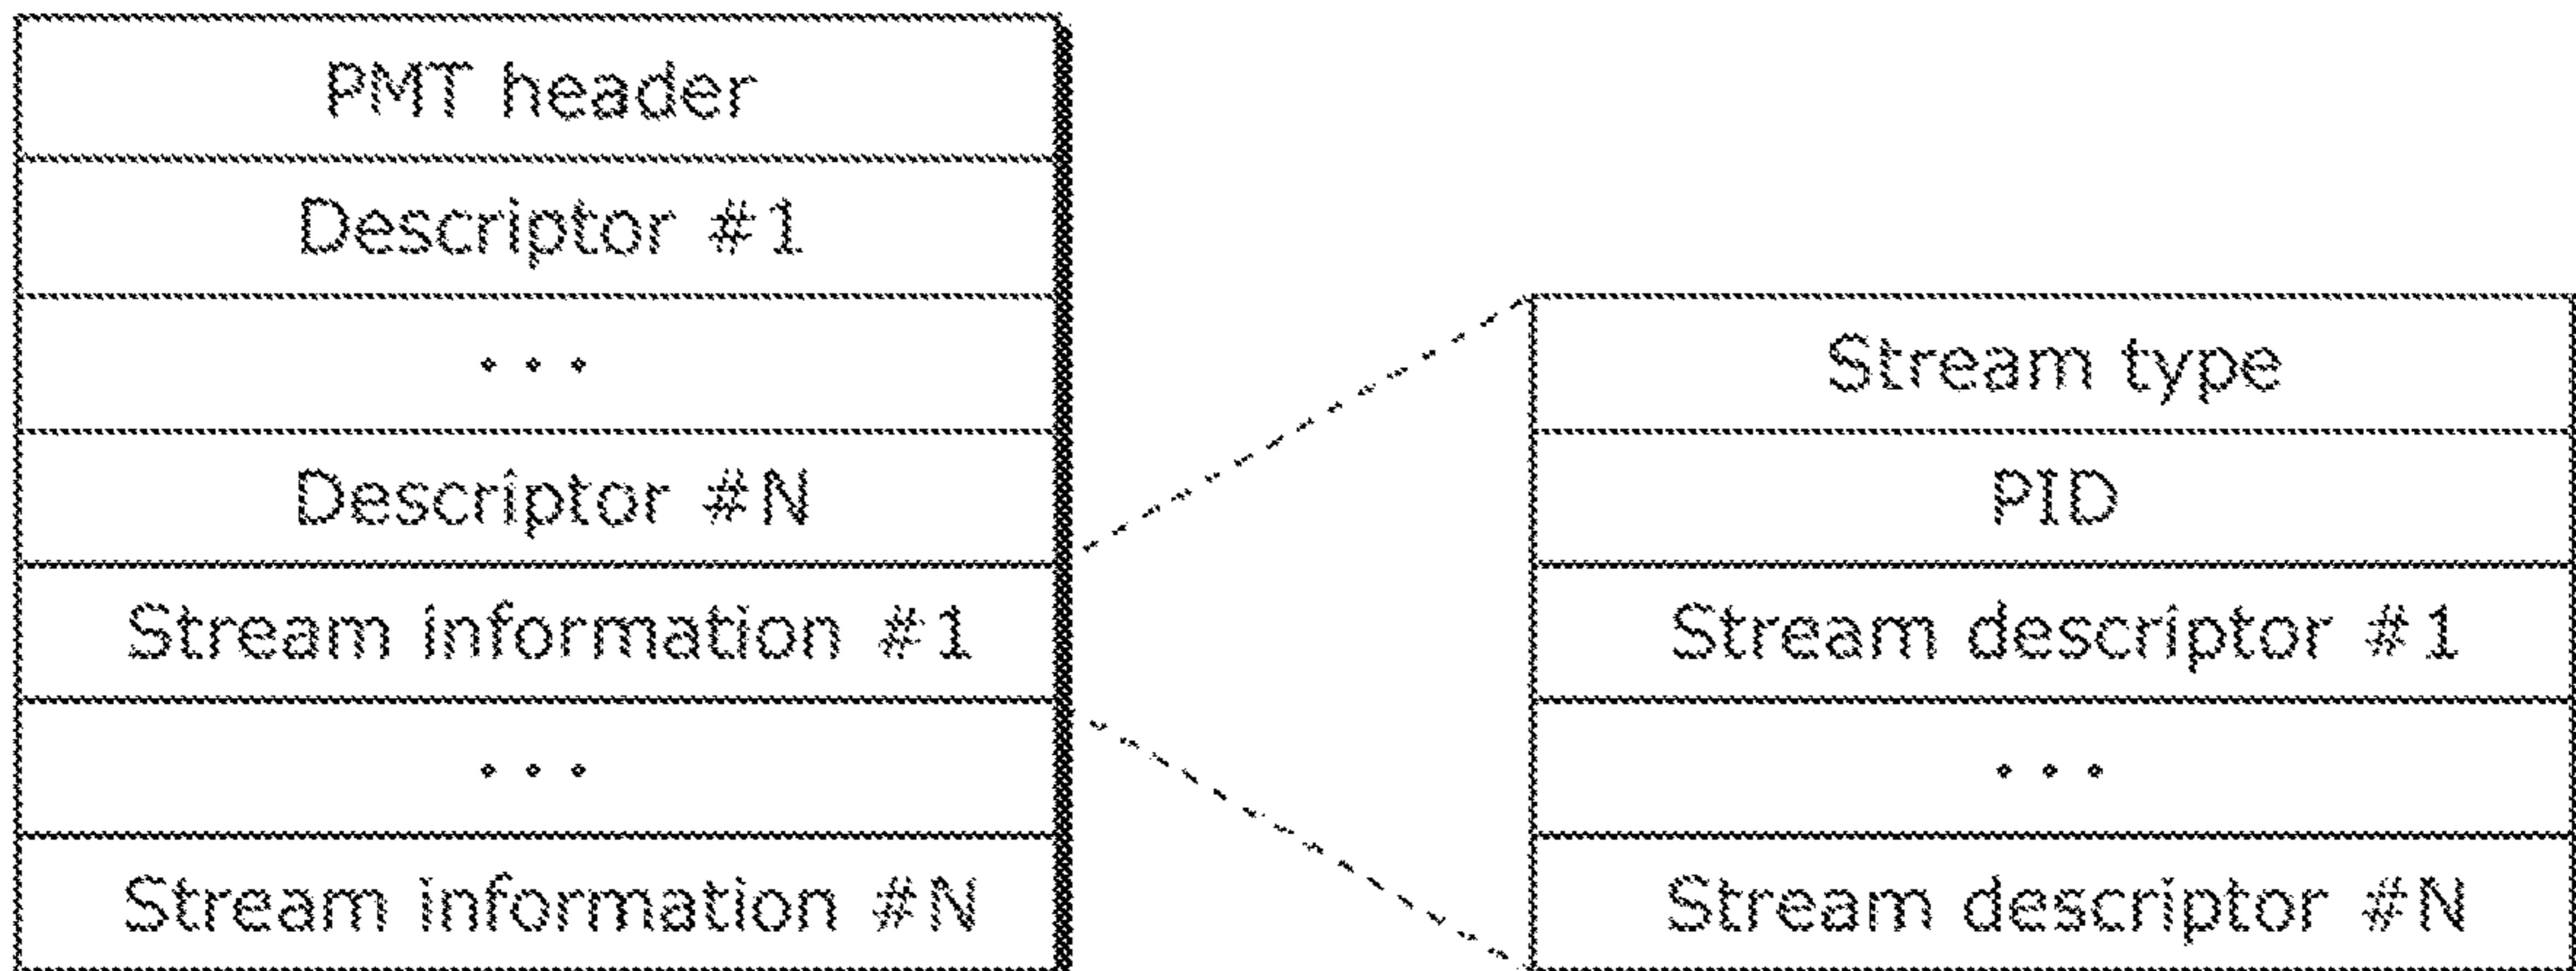 PMT header
Descriptor #1
...
Descriptor #N
Stream information #1
...
Stream information #N
Stream type
PID
Stream descriptor #1
...
Stream descriptor #N